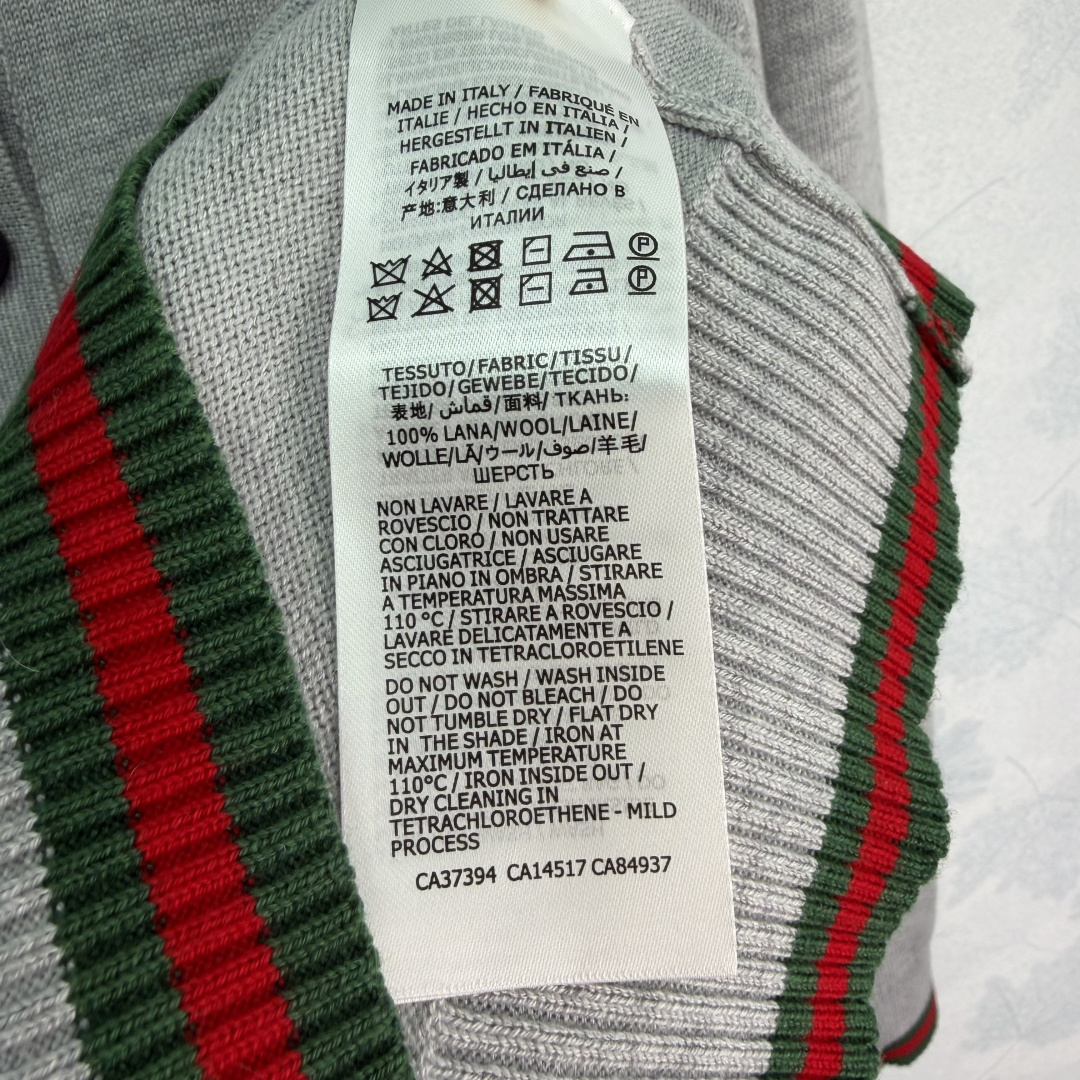 MADE IN ITALY / FABRIQUÉ EN
ITALIE / HECHO EN ITALIA /
HERGESTELLT IN ITALIEN /
FABRICADO EM ITÁLIA /
イタリア製 / صنع في إيطاليا /
产地:意大利 / СДЕЛАНО В
ИТАЛИИ
P
P
TESSUTO/FABRIC/TISSU/
TEJIDO/GEWEBE/TECIDO/
表地/ قماش/面料/ ТКАНЬ:
100% LANA/WOOL/LAINE/
WOLLE/LÃ/ウール/صوف/羊毛/
ШЕРСТЬ
NON LAVARE / LAVARE A
ROVESCIO / NON TRATTARE
CON CLORO / NON USARE
ASCIUGATRICE / ASCIUGARE
IN PIANO IN OMBRA / STIRARE
A TEMPERATURA MASSIMA
110 °C / STIRARE A ROVESCIO /
LAVARE DELICATAMENTE A
SECCO IN TETRACLOROETILENE
DO NOT WASH / WASH INSIDE
OUT / DO NOT BLEACH / DO
NOT TUMBLE DRY / FLAT DRY
IN THE SHADE / IRON AT
MAXIMUM TEMPERATURE
110°C / IRON INSIDE OUT /
DRY CLEANING IN
TETRACHLOROETHENE - MILD
PROCESS
CA37394 CA14517 CA84937